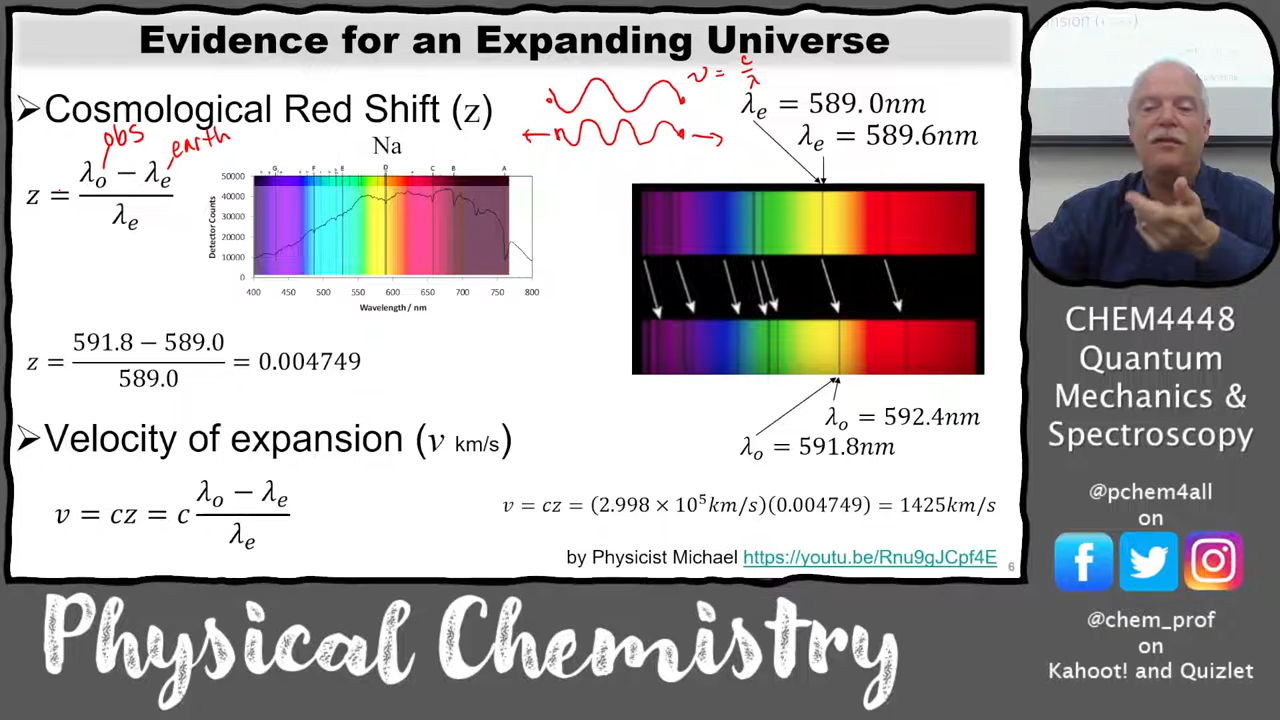 Evidence for an Expanding Universe
➤Cosmological Red Shift (z)
obs
earth
z = (λo − λe) / λe
Na
G F E D C B A
50000
40000
30000
20000
10000
0
Detector Counts
400 450 500 550 600 650 700 750 800
Wavelength / nm
ν = c/λ
λe = 589.0nm
λe = 589.6nm
z = (591.8 − 589.0) / 589.0 = 0.004749
λo = 592.4nm
λo = 591.8nm
➤Velocity of expansion (v km/s)
v = cz = c (λo − λe) / λe
v = cz = (2.998 × 10⁵km/s)(0.004749) = 1425km/s
by Physicist Michael https://youtu.be/Rnu9gJCpf4E
6
CHEM4448
Quantum
Mechanics &
Spectroscopy
@pchem4all
on
@chem_prof
on
Kahoot! and Quizlet
Physical Chemistry